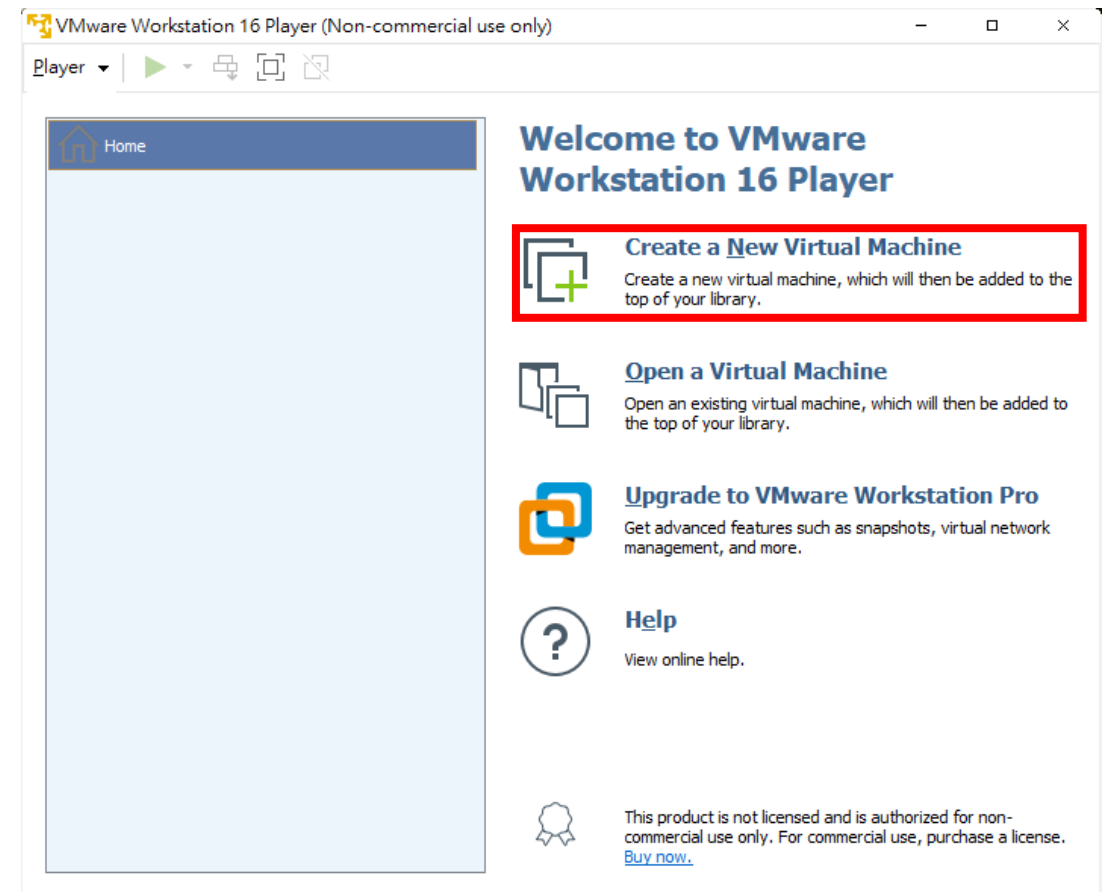 VMware Workstation 16 Player (Non-commercial use only)
Player
Home
Welcome to VMware
Workstation 16 Player
Create a New Virtual Machine
Create a new virtual machine, which will then be added to the
top of your library.
Open a Virtual Machine
Open an existing virtual machine, which will then be added to
the top of your library.
Upgrade to VMware Workstation Pro
Get advanced features such as snapshots, virtual network
management, and more.
?
Help
View online help.
This product is not licensed and is authorized for non-
commercial use only. For commercial use, purchase a license.
Buy now.